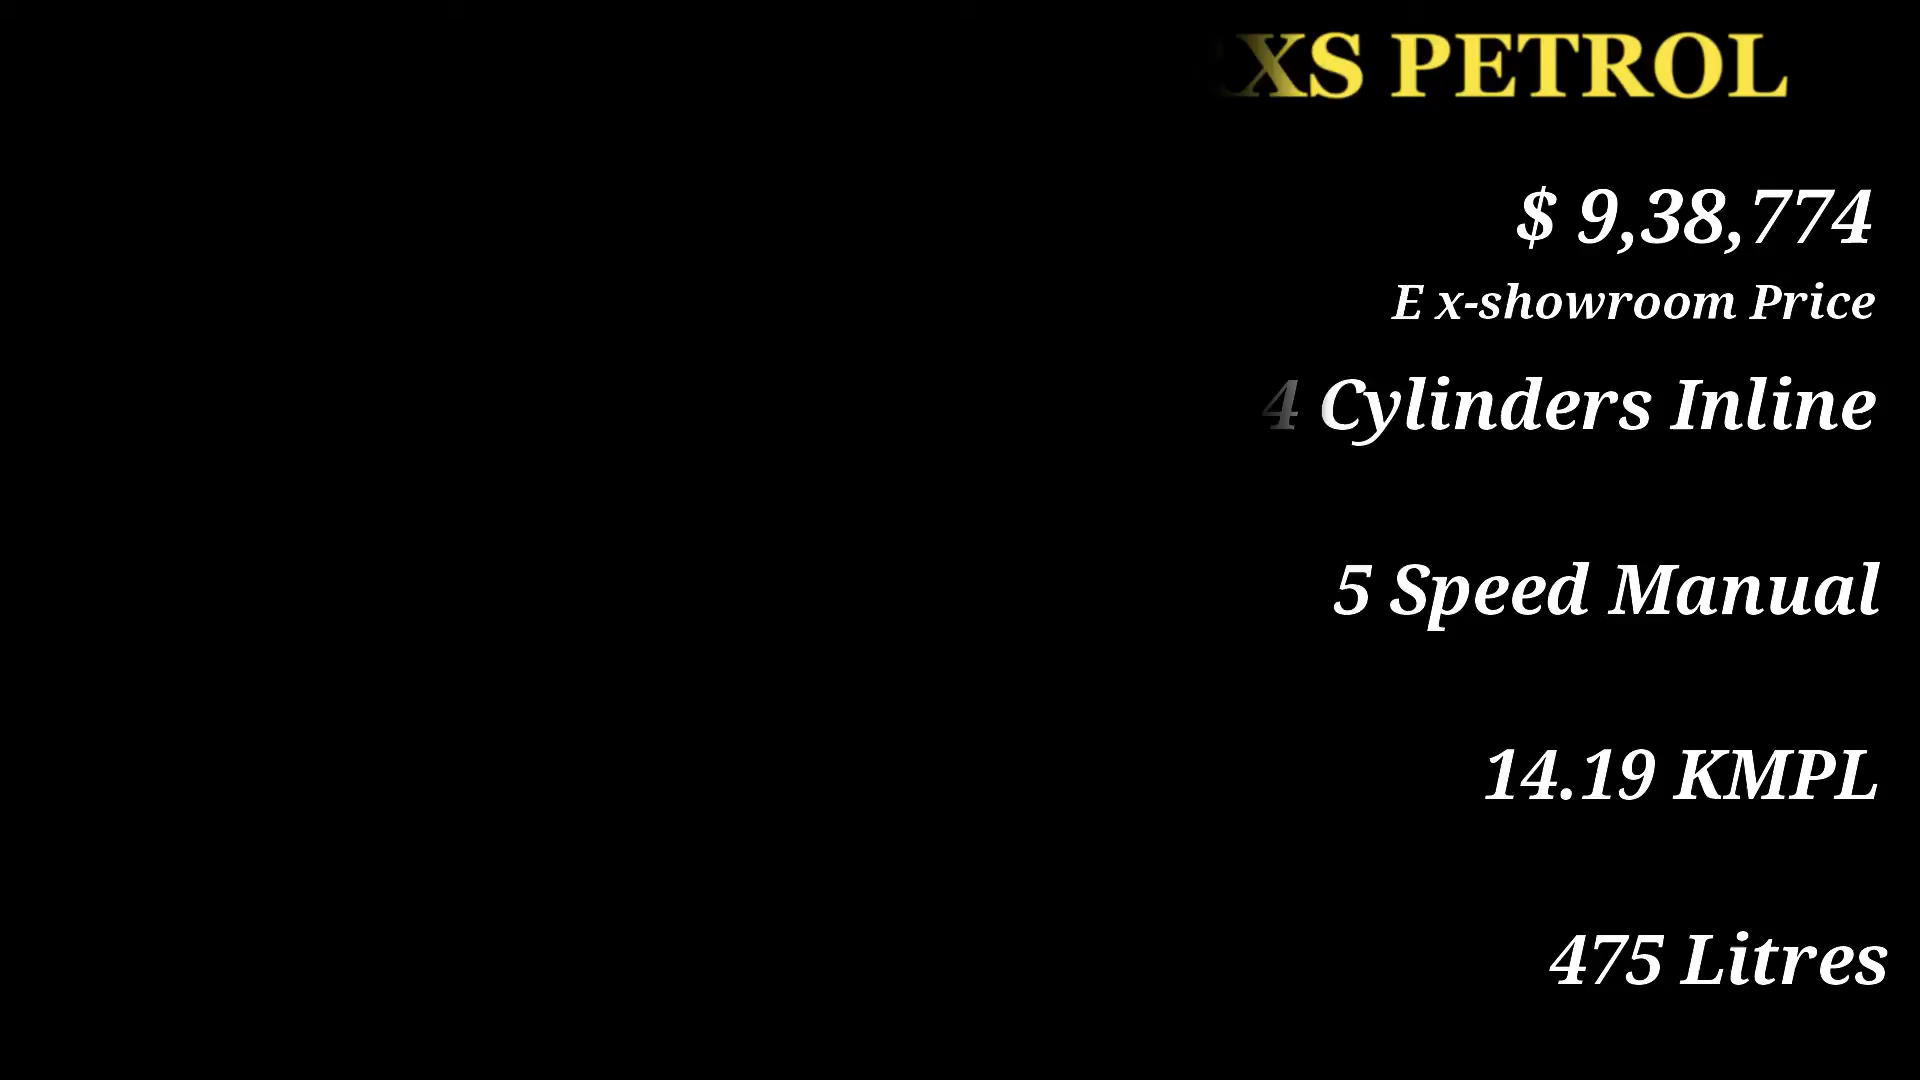 XS PETROL
$ 9,38,774
E x-showroom Price
4 Cylinders Inline
5 Speed Manual
14.19 KMPL
475 Litres